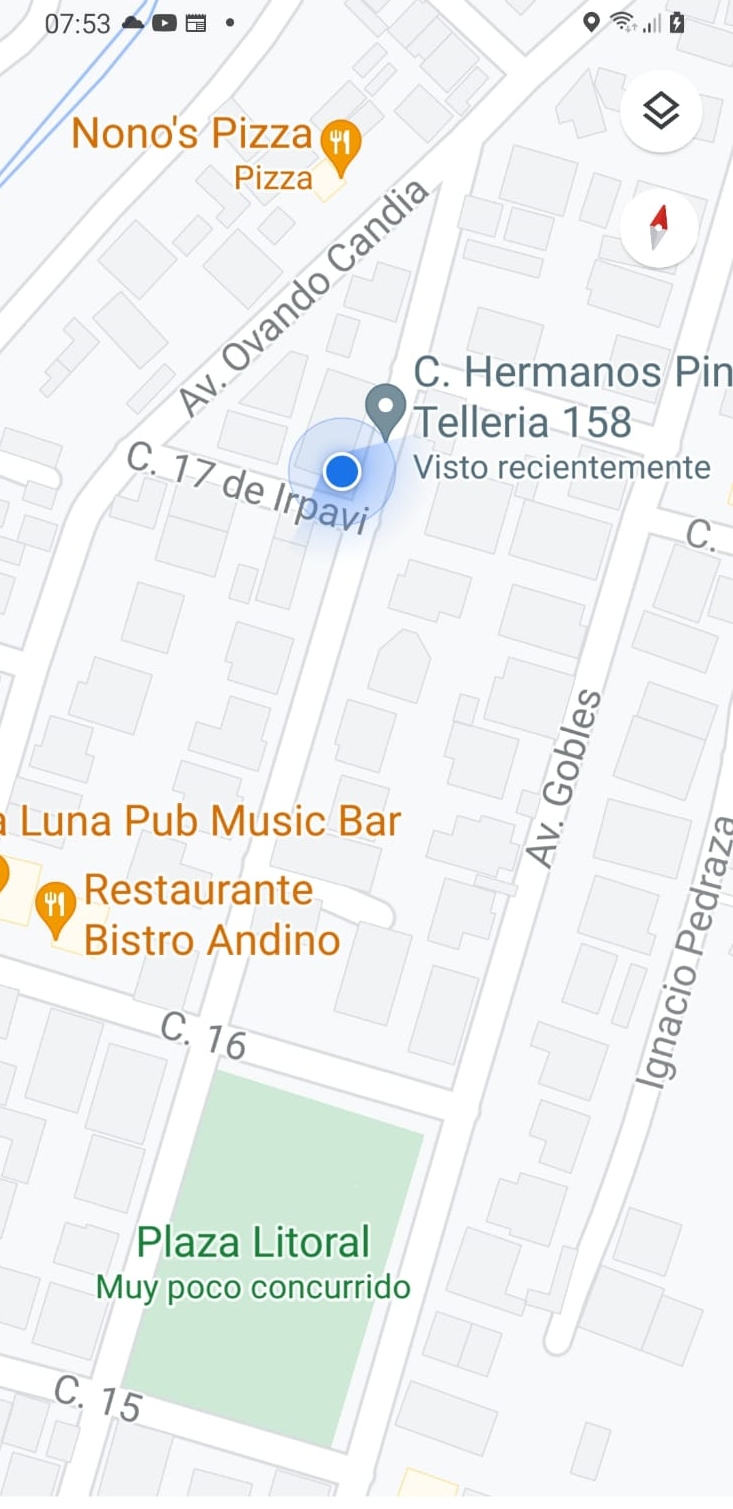 07:53
Nono's Pizza
Pizza
Av. Ovando Candia
C. Hermanos Pin
Telleria 158
Visto recientemente
C. 17 de Irpavi
C.
Av. Gobles
a Luna Pub Music Bar
Restaurante
Bistro Andino
Ignacio Pedraza
C. 16
Plaza Litoral
Muy poco concurrido
C. 15